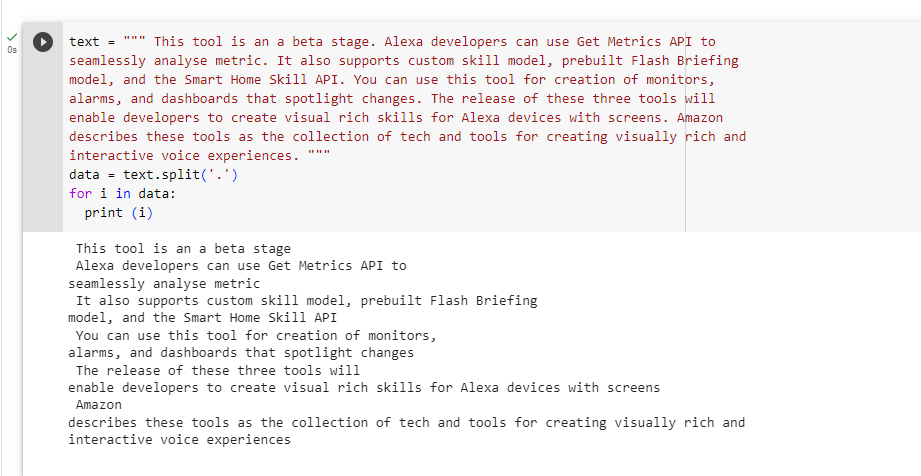 0s
text = """ This tool is an a beta stage. Alexa developers can use Get Metrics API to
seamlessly analyse metric. It also supports custom skill model, prebuilt Flash Briefing
model, and the Smart Home Skill API. You can use this tool for creation of monitors,
alarms, and dashboards that spotlight changes. The release of these three tools will
enable developers to create visual rich skills for Alexa devices with screens. Amazon
describes these tools as the collection of tech and tools for creating visually rich and
interactive voice experiences. """
data = text.split('.')
for i in data:
  print (i)
 This tool is an a beta stage
 Alexa developers can use Get Metrics API to
seamlessly analyse metric
 It also supports custom skill model, prebuilt Flash Briefing
model, and the Smart Home Skill API
 You can use this tool for creation of monitors,
alarms, and dashboards that spotlight changes
 The release of these three tools will
enable developers to create visual rich skills for Alexa devices with screens
 Amazon
describes these tools as the collection of tech and tools for creating visually rich and
interactive voice experiences